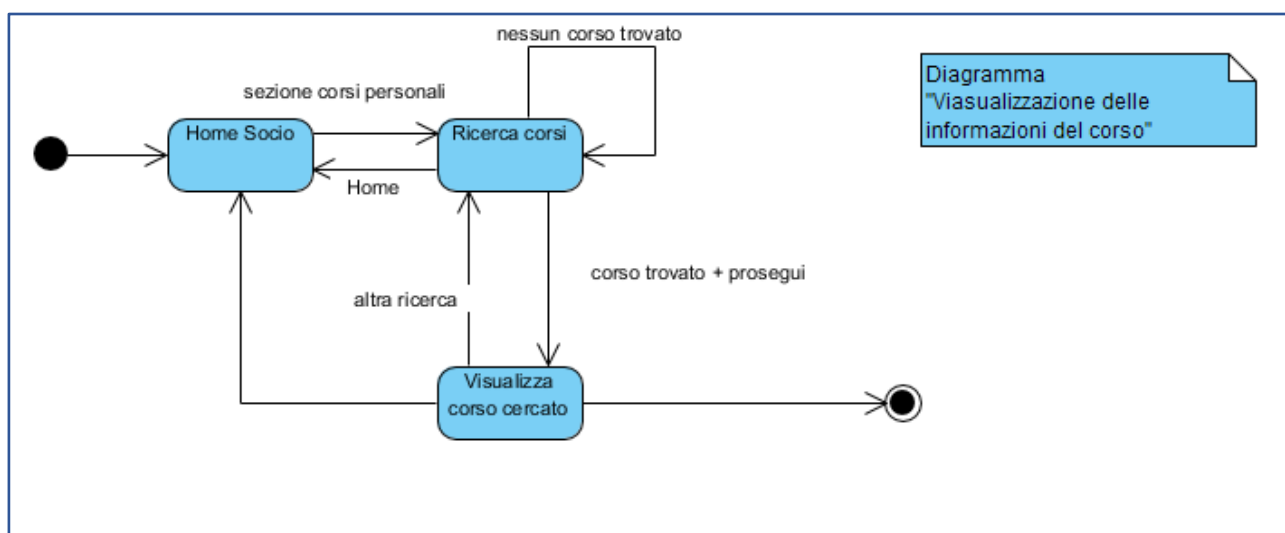 nessun corso trovato
Diagramma
"Viasualizzazione delle
informazioni del corso"
sezione corsi personali
Home Socio
Ricerca corsi
Home
corso trovato + prosegui
altra ricerca
Visualizza
corso cercato